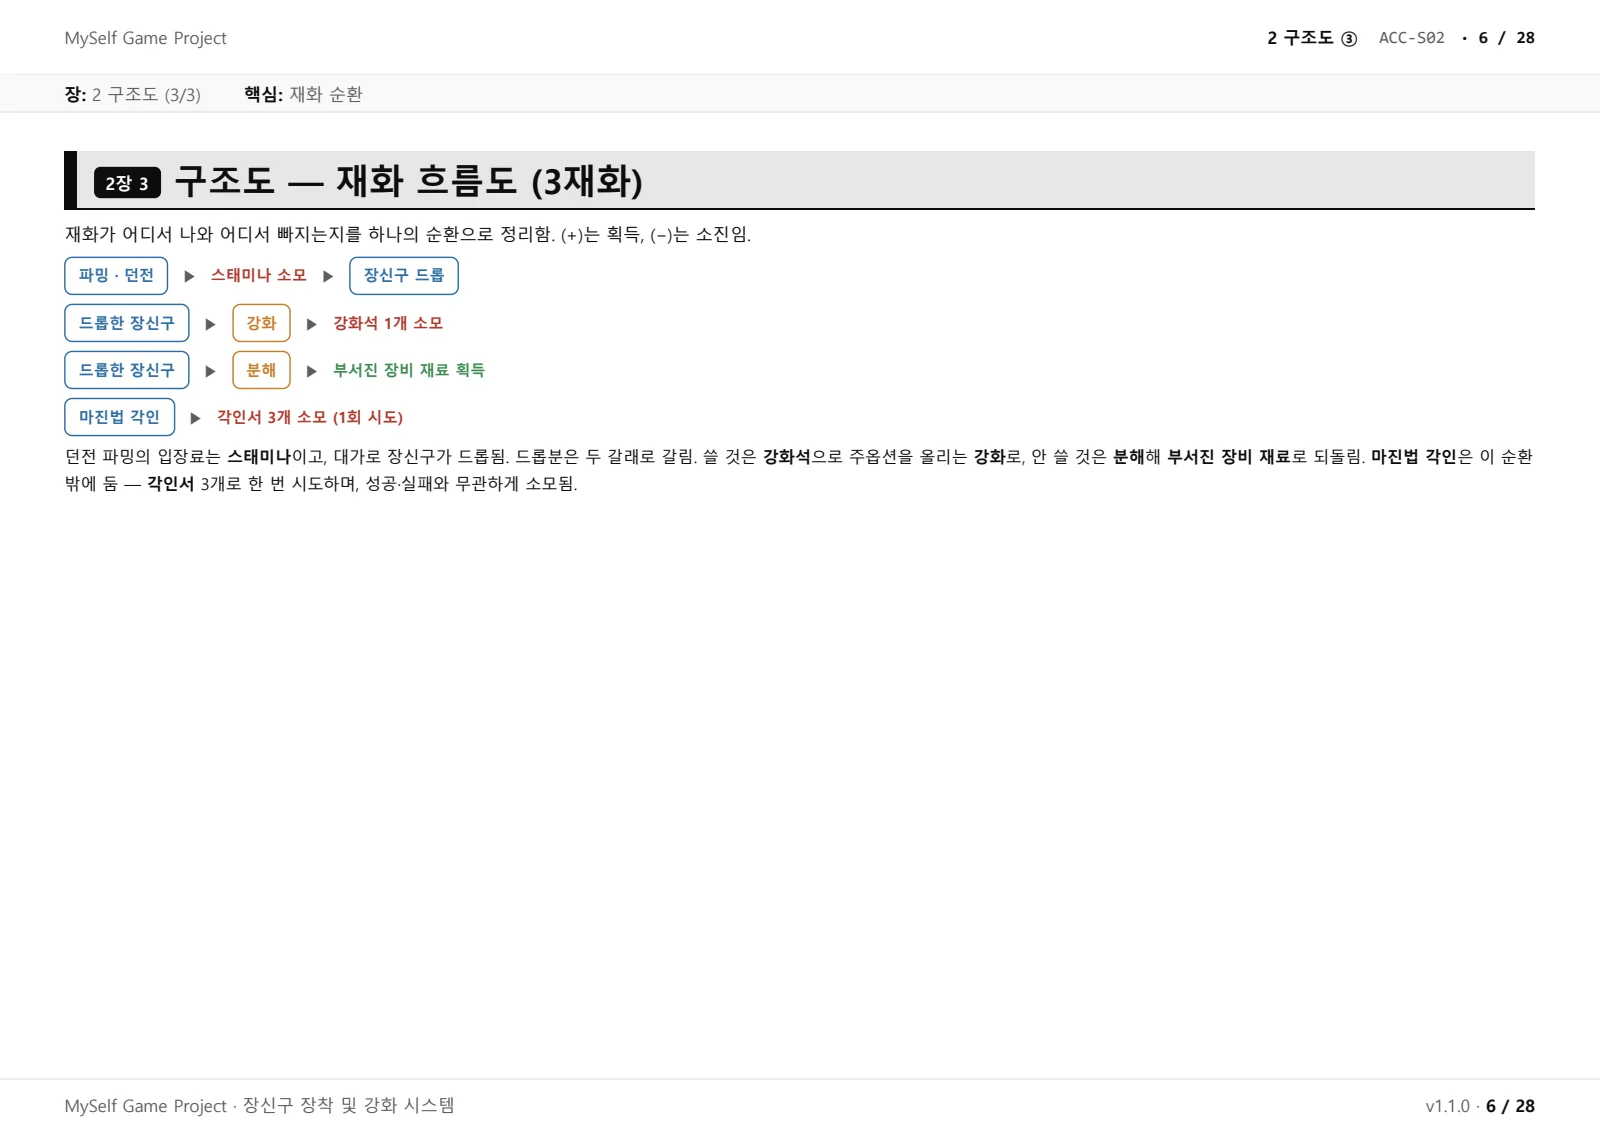 MySelf Game Project
2 구조도 ③ ACC-S02 · 6 / 28
장: 2 구조도 (3/3) 핵심: 재화 순환
2장 3 구조도 — 재화 흐름도 (3재화)
재화가 어디서 나와 어디서 빠지는지를 하나의 순환으로 정리함. (+)는 획득, (−)는 소진임.
파밍 · 던전 ▶ 스태미나 소모 ▶ 장신구 드롭
드롭한 장신구 ▶ 강화 ▶ 강화석 1개 소모
드롭한 장신구 ▶ 분해 ▶ 부서진 장비 재료 획득
마진법 각인 ▶ 각인서 3개 소모 (1회 시도)
던전 파밍의 입장료는 스태미나이고, 대가로 장신구가 드롭됨. 드롭분은 두 갈래로 갈림. 쓸 것은 강화석으로 주옵션을 올리는 강화로, 안 쓸 것은 분해해 부서진 장비 재료로 되돌림. 마진법 각인은 이 순환
밖에 둠 — 각인서 3개로 한 번 시도하며, 성공·실패와 무관하게 소모됨.
MySelf Game Project · 장신구 장착 및 강화 시스템
v1.1.0 · 6 / 28